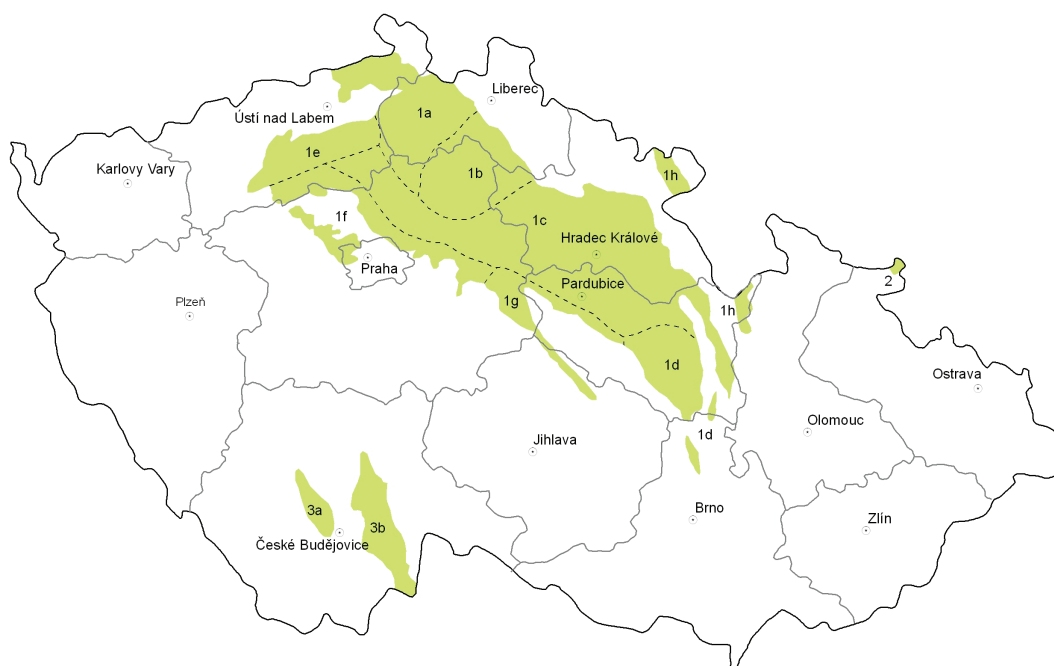 Liberec
1a
Ústí nad Labem
1e
Karlovy Vary
1b
1h
1f
1c
Hradec Králové
Praha
2
Plzeň
Pardubice
1g
1h
1d
Ostrava
Olomouc
1d
Jihlava
3a
3b
Brno
Zlín
České Budějovice